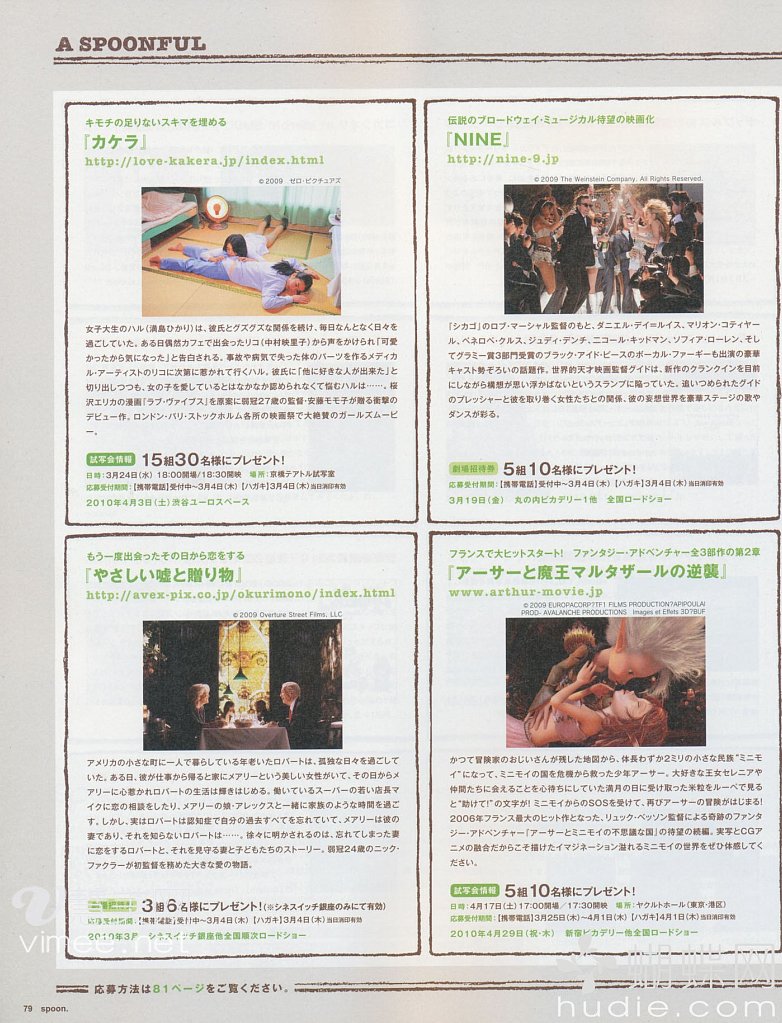 A SPOONFUL
キモチの足りないスキマを埋める
『カケラ』
http://love-kakera.jp/index.html
© 2009 ゼロ・ピクチュアズ
女子大生のハル（満島ひかり）は、彼氏とグズグズな関係を続け、毎日なんとなく日々を
過ごしていた。ある日偶然カフェで出会ったリコ（中村映里子）から声をかけられ「可愛
かったから気になった」と告白される。事故や病気で失った体のパーツを作るメディカ
ル・アーティストのリコに次第に惹かれて行くハル。彼氏に「他に好きな人が出来た」と
切り出しつつも、女の子を愛しているとはなかなか認められなくて悩むハルは……。桜
沢エリカの漫画『ラブ・ヴァイブス』を原案に弱冠27歳の監督・安藤モモ子が贈る衝撃の
デビュー作。ロンドン・パリ・ストックホルム各所の映画祭で大絶賛のガールズムービ
ー。
試写会情報 15組30名様にプレゼント！
日時：3月24日（水） 18:00開場/18:30開映 場所：京橋テアトル試写室
応募受付期間：【携帯電話】受付中〜3月4日（木）【ハガキ】3月4日（木）当日消印有効
2010年4月3日（土）渋谷ユーロスペース
伝説のブロードウェイ・ミュージカル待望の映画化
『NINE』
http://nine-9.jp
© 2009 The Weinstein Company. All Rights Reserved.
『シカゴ』のロブ・マーシャル監督のもと、ダニエル・デイ＝ルイス、マリオン・コティヤー
ル、ペネロペ・クルス、ジュディ・デンチ、ニコール・キッドマン、ソフィア・ローレン、そし
てグラミー賞3部門受賞のブラック・アイド・ピースのボーカル・ファーギーも出演の豪華
キャスト勢ぞろいの話題作。世界的天才映画監督グイドは、新作のクランクインを目前
にしながら構想が思い浮かばないというスランプに陥っていた。追いつめられたグイド
のプレッシャーと彼を取り巻く女性たちとの関係、彼の妄想世界を豪華ステージの歌や
ダンスが彩る。
劇場招待券 5組10名様にプレゼント！
応募受付期間：【携帯電話】受付中〜3月4日（木）【ハガキ】3月4日（木）当日消印有効
3月19日（金） 丸の内ピカデリー1他 全国ロードショー
もう一度出会ったその日から恋をする
『やさしい嘘と贈り物』
http://avex-pix.co.jp/okurimono/index.html
© 2009 Overture Street Films, LLC
アメリカの小さな町に一人で暮らしている年老いたロバートは、孤独な日々を過ごして
いた。ある日、彼が仕事から帰ると家にメアリーという美しい女性がいて、その日からメ
アリーに心惹かれロバートの生活は輝きはじめる。働いているスーパーの若い店長マ
イクに恋の相談をしたり、メアリーの娘・アレックスと一緒に家族のような時間を過ご
す。しかし、実はロバートは認知症で自分の過去すべてを忘れていて、メアリーは彼の
妻であり、それを知らないロバートは……。徐々に明かされるのは、忘れてしまった妻
に恋をするロバートと、それを見守る妻と子どもたちのストーリー。弱冠24歳のニック・
ファクラーが初監督を務めた大きな愛の物語。
3組6名様にプレゼント！（※シネスイッチ銀座のみにて有効）
応募受付期間：【携帯電話】受付中〜3月4日（木）【ハガキ】3月4日（木）当日消印有効
2010年3月 シネスイッチ銀座他全国順次ロードショー
フランスで大ヒットスタート！ ファンタジー・アドベンチャー全3部作の第2章
『アーサーと魔王マルタザールの逆襲』
www.arthur-movie.jp
© 2009 EUROPACORP?TF1 FILMS PRODUCTION?APIPOULAI
PROD- AVALANCHE PRODUCTIONS Images et Effets 3D?BUF
かつて冒険家のおじいさんが残した地図から、体長わずか2ミリの小さな民族“ミニモ
イ”になって、ミニモイの国を危機から救った少年アーサー。大好きな王女セレニアや
仲間たちに会えることを心待ちにしていた満月の日に受け取った米粒をルーペで見る
と“助けて！”の文字が！ ミニモイからのSOSを受けて、再びアーサーの冒険がはじまる！
2006年フランス最大のヒット作となった、リュック・ベッソン監督による奇跡のファンタ
ジー・アドベンチャー『アーサーとミニモイの不思議な国』の待望の続編。実写とCGア
ニメの融合だからこそ描けたイマジネーション溢れるミニモイの世界をぜひ体感してく
ださい。
試写会情報 5組10名様にプレゼント！
日時：4月17日（土）17:00開場／17:30開映 場所：ヤクルトホール（東京・港区）
応募受付期間：【携帯電話】3月25日（木）〜4月1日（木）【ハガキ】4月1日（木）当日消印有効
2010年4月29日（祝・木） 新宿ピカデリー他全国ロードショー
応募方法は81ページをご覧ください。
79 spoon.
vimee.net
蝴蝶网
hudie.com